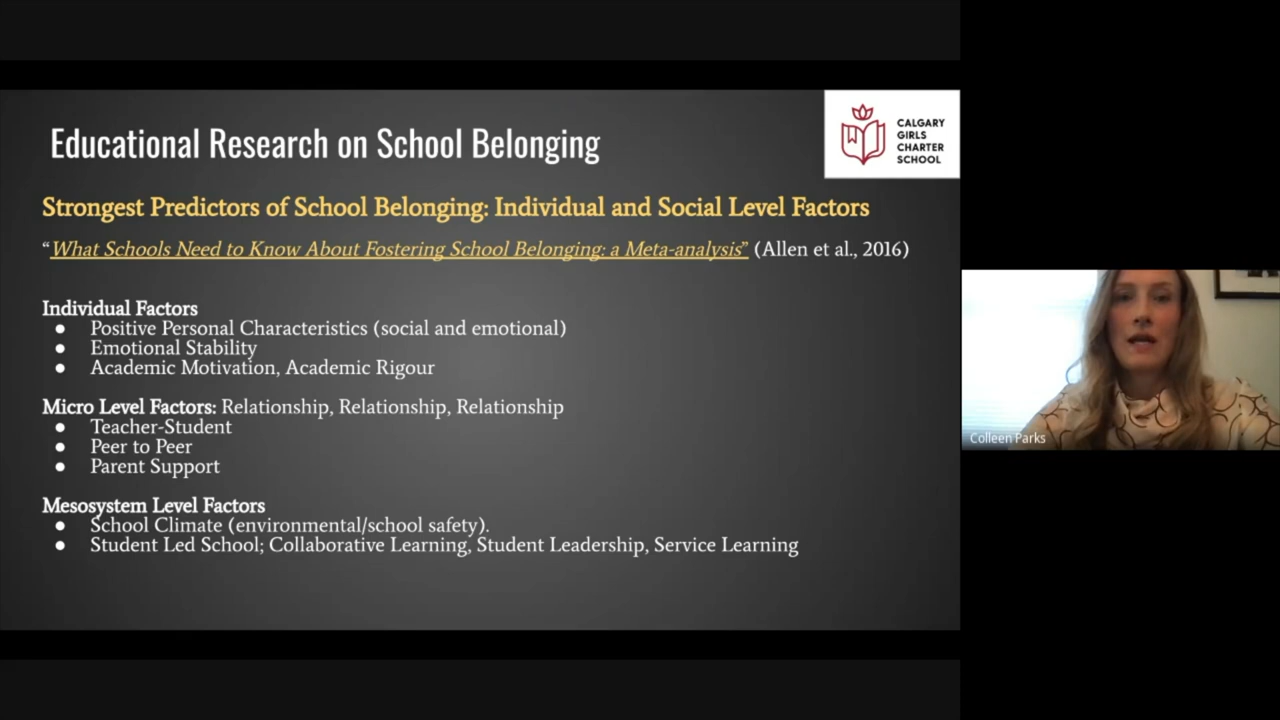 Educational Research on School Belonging
CALGARY
GIRLS
CHARTER
SCHOOL
Strongest Predictors of School Belonging: Individual and Social Level Factors
“What Schools Need to Know About Fostering School Belonging: a Meta-analysis” (Allen et al., 2016)
Individual Factors
● Positive Personal Characteristics (social and emotional)
● Emotional Stability
● Academic Motivation, Academic Rigour
Micro Level Factors: Relationship, Relationship, Relationship
● Teacher-Student
● Peer to Peer
● Parent Support
Mesosystem Level Factors
● School Climate (environmental/school safety).
● Student Led School; Collaborative Learning, Student Leadership, Service Learning
Colleen Parks